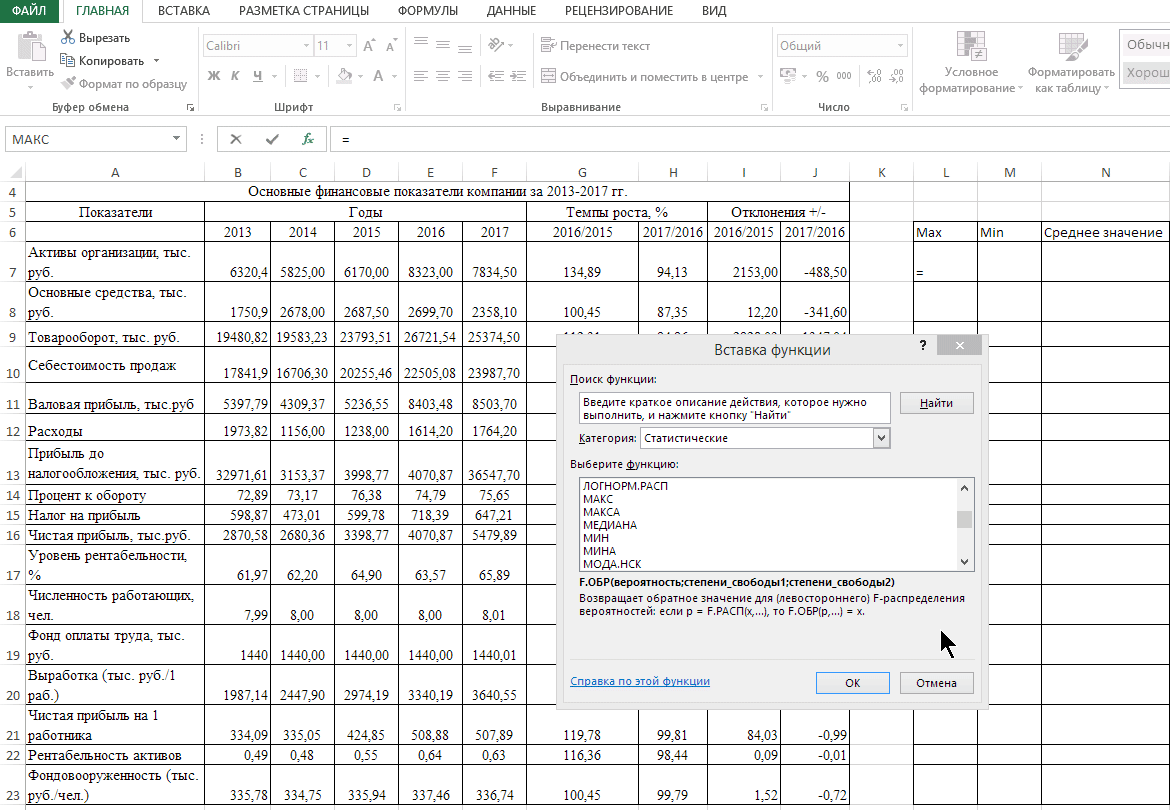 ФАЙЛ ГЛАВНАЯ ВСТАВКА РАЗМЕТКА СТРАНИЦЫ ФОРМУЛЫ ДАННЫЕ РЕЦЕНЗИРОВАНИЕ ВИД
Вставить
Вырезать
Копировать
Формат по образцу
Буфер обмена
Calibri 11
Ж К Ч
Шрифт
Перенести текст
Объединить и поместить в центре
Выравнивание
Общий
% 000
Число
Условное форматирование
Форматировать как таблицу
Обычн
Хорош
МАКС fx =
A B C D E F G H I J K L M N
4 Основные финансовые показатели компании за 2013-2017 гг.
5 Показатели Годы Темпы роста, % Отклонения +/-
6 2013 2014 2015 2016 2017 2016/2015 2017/2016 2016/2015 2017/2016 Max Min Среднее значение
Активы организации, тыс.
7 руб. 6320,4 5825,00 6170,00 8323,00 7834,50 134,89 94,13 2153,00 -488,50 =
Основные средства, тыс.
8 руб. 1750,9 2678,00 2687,50 2699,70 2358,10 100,45 87,35 12,20 -341,60
9 Товарооборот, тыс. руб. 19480,82 19583,23 23793,51 26721,54 25374,50
10 Себестоимость продаж 17841,9 16706,30 20255,46 22505,08 23987,70
11 Валовая прибыль, тыс.руб 5397,79 4309,37 5236,55 8403,48 8503,70
12 Расходы 1973,82 1156,00 1238,00 1614,20 1764,20
Прибыль до
13 налогообложения, тыс. руб. 32971,61 3153,37 3998,77 4070,87 36547,70
14 Процент к обороту 72,89 73,17 76,38 74,79 75,65
15 Налог на прибыль 598,87 473,01 599,78 718,39 647,21
16 Чистая прибыль, тыс.руб. 2870,58 2680,36 3398,77 4070,87 5479,89
Уровень рентабельности,
17 % 61,97 62,20 64,90 63,57 65,89
Численность работающих,
18 чел. 7,99 8,00 8,00 8,00 8,01
Фонд оплаты труда, тыс.
19 руб. 1440 1440,00 1440,00 1440,00 1440,01
Выработка (тыс. руб./1
20 раб.) 1987,14 2447,90 2974,19 3340,19 3640,55
Чистая прибыль на 1
21 работника 334,09 335,05 424,85 508,88 507,89 119,78 99,81 84,03 -0,99
22 Рентабельность активов 0,49 0,48 0,55 0,64 0,63 116,36 98,44 0,09 -0,01
Фондовооруженность (тыс.
23 руб./чел.) 335,78 334,75 335,94 337,46 336,74 100,45 99,79 1,52 -0,72
Вставка функции ? ×
Поиск функции:
Введите краткое описание действия, которое нужно
выполнить, и нажмите кнопку "Найти"
Найти
Категория: Статистические
Выберите функцию:
ЛОГНОРМ.РАСП
МАКС
МАКСА
МЕДИАНА
МИН
МИНА
МОДА.НСК
F.ОБР(вероятность;степени_свободы1;степени_свободы2)
Возвращает обратное значение для (левостороннего) F-распределения
вероятностей: если p = F.РАСП(x,...), то F.ОБР(p,...) = x.
Справка по этой функции
ОК
Отмена